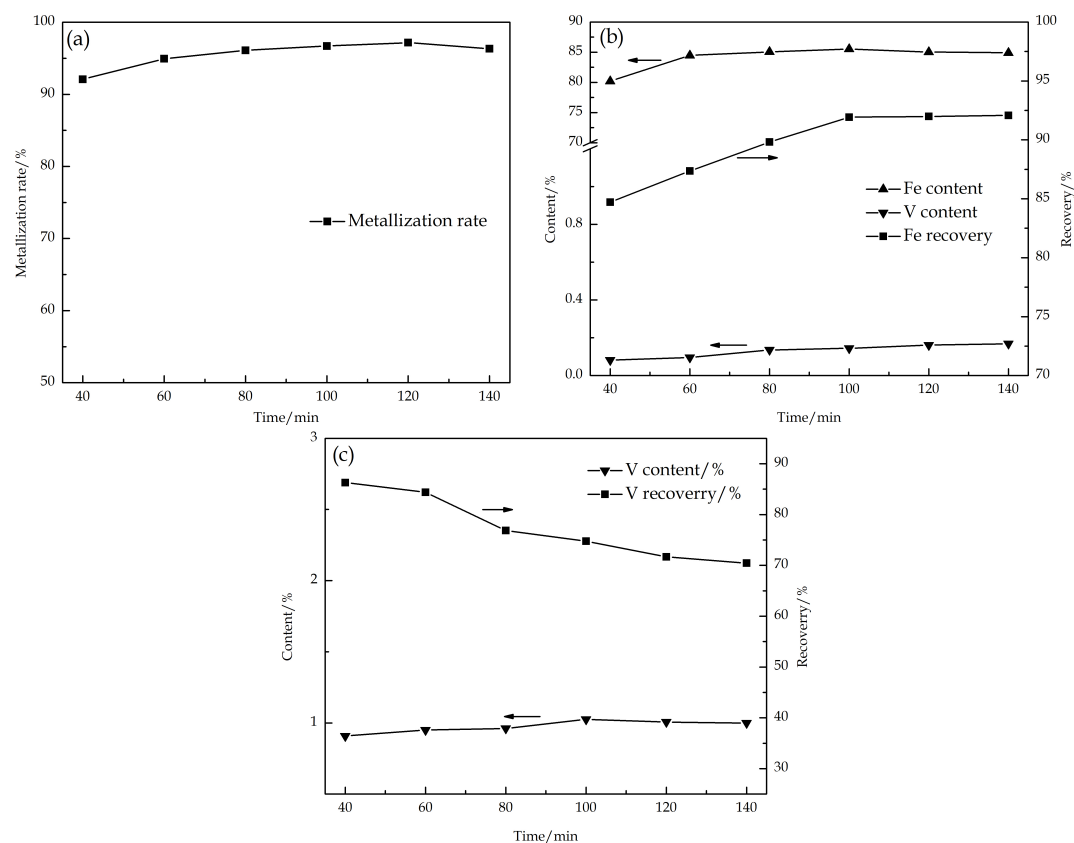 (a)
100
90
80
70
60
50
Metallization rate/%
Metallization rate
40 60 80 100 120 140
Time/min
(b)
90
85
80
75
70
0.8
0.4
0.0
Content/%
100
95
90
85
80
75
70
Recovery/%
Fe content
V content
Fe recovery
40 60 80 100 120 140
Time/min
(c)
3
2
1
Content/%
90
80
70
60
50
40
30
Recoverry/%
V content/%
V recoverry/%
40 60 80 100 120 140
Time/min